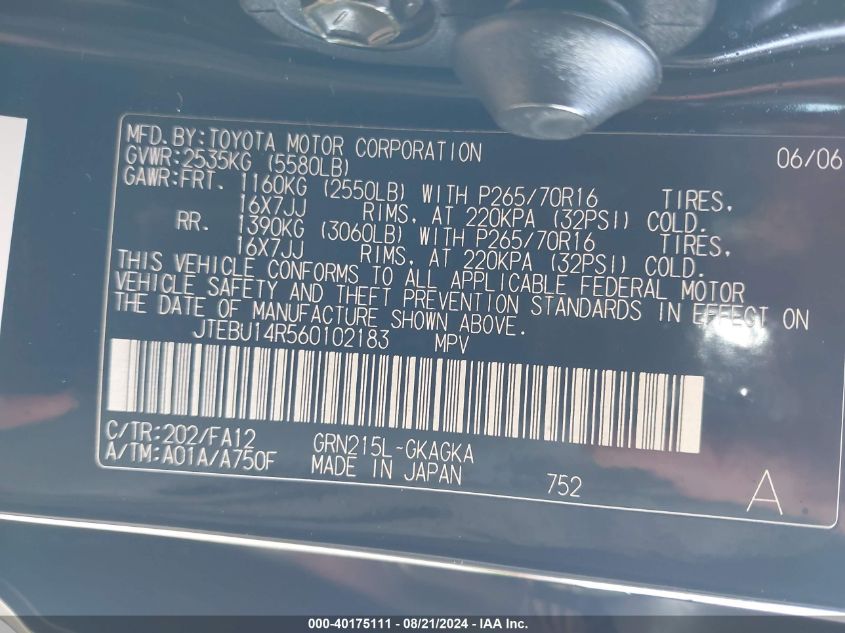 MFD.BY:TOYOTA MOTOR CORPORATION 06/06
GVWR:2535KG (5580LB)
GAWR:FRT. 1160KG (2550LB) WITH P265/70R16 TIRES,
16X7JJ RIMS, AT 220KPA (32PSI) COLD.
RR. 1390KG (3060LB) WITH P265/70R16 TIRES,
16X7JJ RIMS, AT 220KPA (32PSI) COLD.
THIS VEHICLE CONFORMS TO ALL APPLICABLE FEDERAL MOTOR
VEHICLE SAFETY AND THEFT PREVENTION STANDARDS IN EFFECT ON
THE DATE OF MANUFACTURE SHOWN ABOVE.
JTEBU14R560102183 MPV
C/TR:202/FA12 GRN215L-GKAGKA
A/TM:A01A/A750F MADE IN JAPAN 752 A
000-40175111 - 08/21/2024 - IAA Inc.